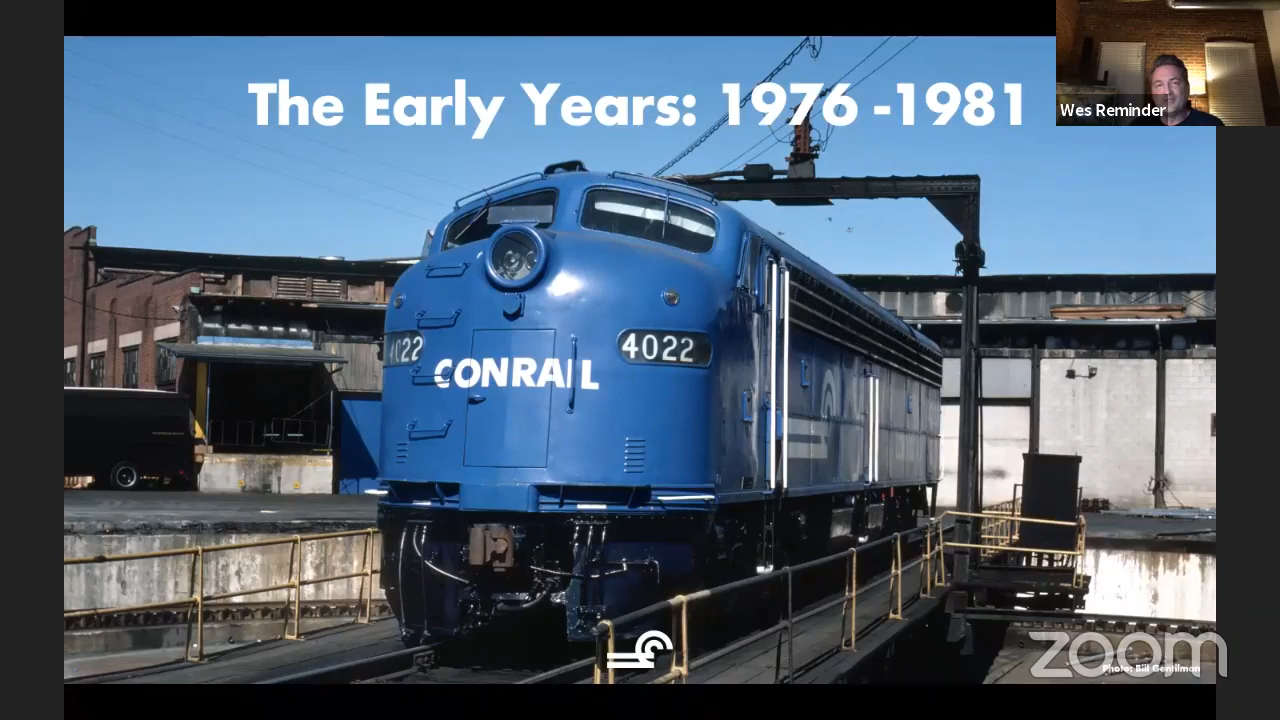 The Early Years: 1976 -1981
Wes Reminder
4022
4022
CONRAIL
zoom
Photo: Bill Gentilman